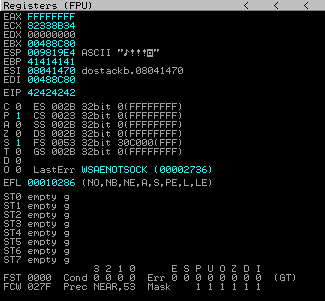 Registers (FPU) < < <
EAX FFFFFFFF
ECX 82338B34
EDX 00000000
EBX 00488C80
ESP 009819E4 ASCII "♪♪♪◘"
EBP 41414141
ESI 08041470 dostackb.08041470
EDI 00488C80
EIP 42424242
C 0 ES 002B 32bit 0(FFFFFFFF)
P 1 CS 0023 32bit 0(FFFFFFFF)
A 0 SS 002B 32bit 0(FFFFFFFF)
Z 0 DS 002B 32bit 0(FFFFFFFF)
S 1 FS 0053 32bit 30C000(FFF)
T 0 GS 002B 32bit 0(FFFFFFFF)
D 0
O 0 LastErr WSAENOTSOCK (00002736)
EFL 00010286 (NO,NB,NE,A,S,PE,L,LE)
ST0 empty g
ST1 empty g
ST2 empty g
ST3 empty g
ST4 empty g
ST5 empty g
ST6 empty g
ST7 empty g
3 2 1 0 E S P U O Z D I
FST 0000 Cond 0 0 0 0 Err 0 0 0 0 0 0 0 0 (GT)
FCW 027F Prec NEAR,53 Mask 1 1 1 1 1 1